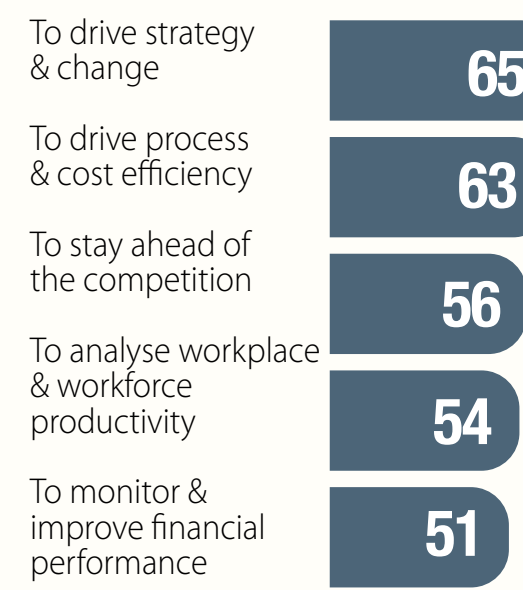 To drive strategy
& change
65
To drive process
& cost efficiency
63
To stay ahead of
the competition
56
To analyse workplace
& workforce
productivity
54
To monitor &
improve financial
performance
51